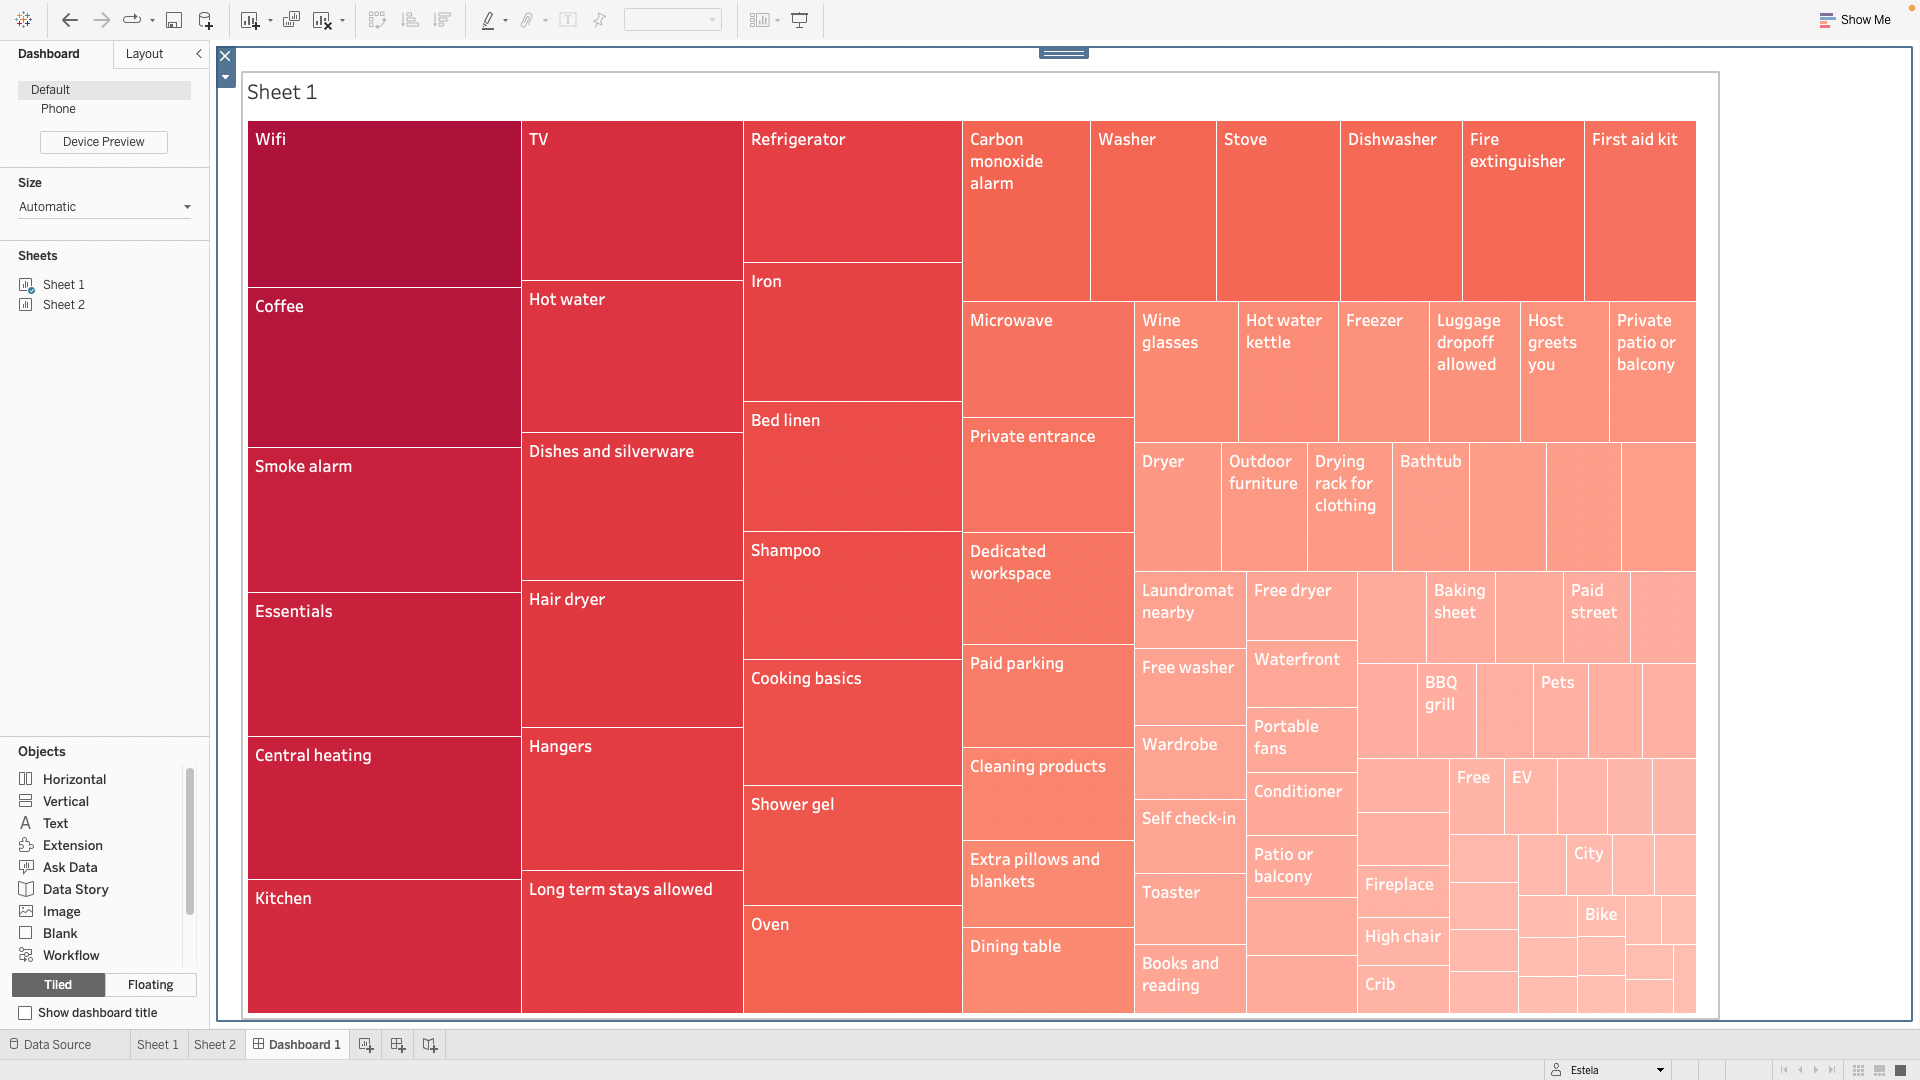 Show Me
Dashboard
Layout
Default
Phone
Device Preview
Size
Automatic
Sheets
Sheet 1
Sheet 2
Objects
Horizontal
Vertical
Text
Extension
Ask Data
Data Story
Image
Blank
Workflow
Tiled
Floating
Show dashboard title
Sheet 1
Wifi
Coffee
Smoke alarm
Essentials
Central heating
Kitchen
TV
Hot water
Dishes and silverware
Hair dryer
Hangers
Long term stays allowed
Refrigerator
Iron
Bed linen
Shampoo
Cooking basics
Shower gel
Oven
Carbon
monoxide
alarm
Washer
Stove
Dishwasher
Fire
extinguisher
First aid kit
Microwave
Private entrance
Dedicated
workspace
Paid parking
Cleaning products
Extra pillows and
blankets
Dining table
Wine
glasses
Hot water
kettle
Freezer
Luggage
dropoff
allowed
Host
greets
you
Private
patio or
balcony
Dryer
Outdoor
furniture
Drying
rack for
clothing
Bathtub
Laundromat
nearby
Free washer
Wardrobe
Self check-in
Toaster
Books and
reading
Free dryer
Waterfront
Portable
fans
Conditioner
Patio or
balcony
Baking
sheet
Paid
street
BBQ
grill
Pets
Free
EV
Fireplace
High chair
Crib
City
Bike
Data Source
Sheet 1
Sheet 2
Dashboard 1
Estela